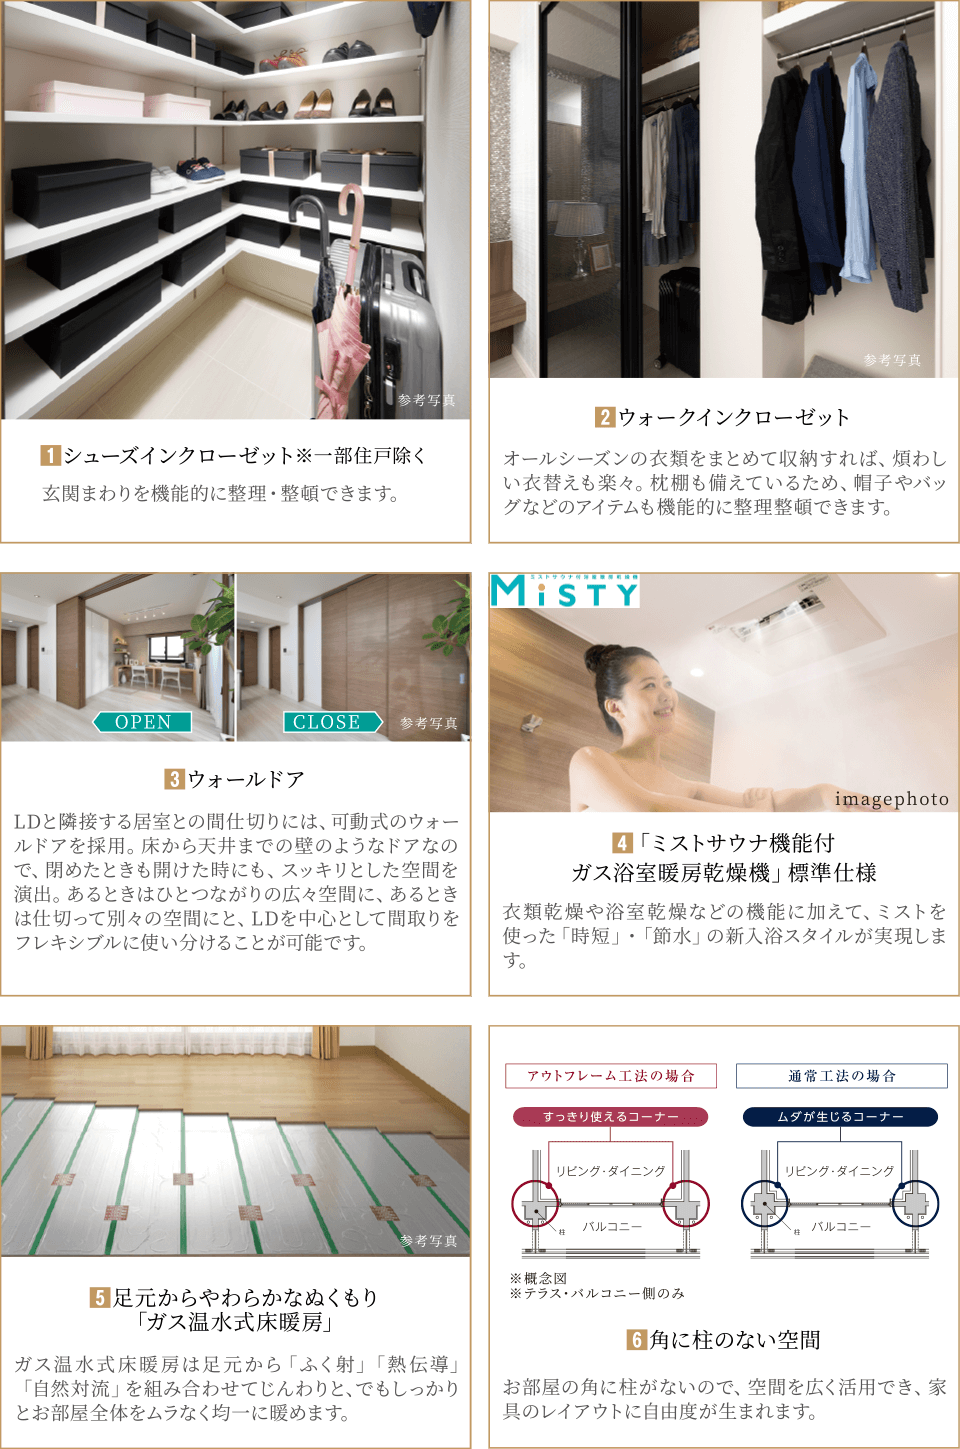 参考写真
1 シューズインクローゼット※一部住戸除く
玄関まわりを機能的に整理・整頓できます。
参考写真
2 ウォークインクローゼット
オールシーズンの衣類をまとめて収納すれば、煩わし
い衣替えも楽々。枕棚も備えているため、帽子やバッ
グなどのアイテムも機能的に整理整頓できます。
OPEN
CLOSE
参考写真
3 ウォールドア
LDと隣接する居室との間仕切りには、可動式のウォー
ルドアを採用。床から天井までの壁のようなドアなの
で、閉めたときも開けた時にも、スッキリとした空間を
演出。あるときはひとつながりの広々空間に、あるとき
は仕切って別々の空間にと、LDを中心として間取りを
フレキシブルに使い分けることが可能です。
ミストサウナ付浴室暖房乾燥機
MiSTY
imagephoto
4 「ミストサウナ機能付
ガス浴室暖房乾燥機」標準仕様
衣類乾燥や浴室乾燥などの機能に加えて、ミストを
使った「時短」・「節水」の新入浴スタイルが実現しま
す。
参考写真
5 足元からやわらかなぬくもり
「ガス温水式床暖房」
ガス温水式床暖房は足元から「ふく射」「熱伝導」
「自然対流」を組み合わせてじんわりと、でもしっかり
とお部屋全体をムラなく均一に暖めます。
アウトフレーム工法の場合
すっきり使えるコーナー
リビング・ダイニング
バルコニー
柱
通常工法の場合
ムダが生じるコーナー
リビング・ダイニング
バルコニー
柱
※概念図
※テラス・バルコニー側のみ
6 角に柱のない空間
お部屋の角に柱がないので、空間を広く活用でき、家
具のレイアウトに自由度が生まれます。